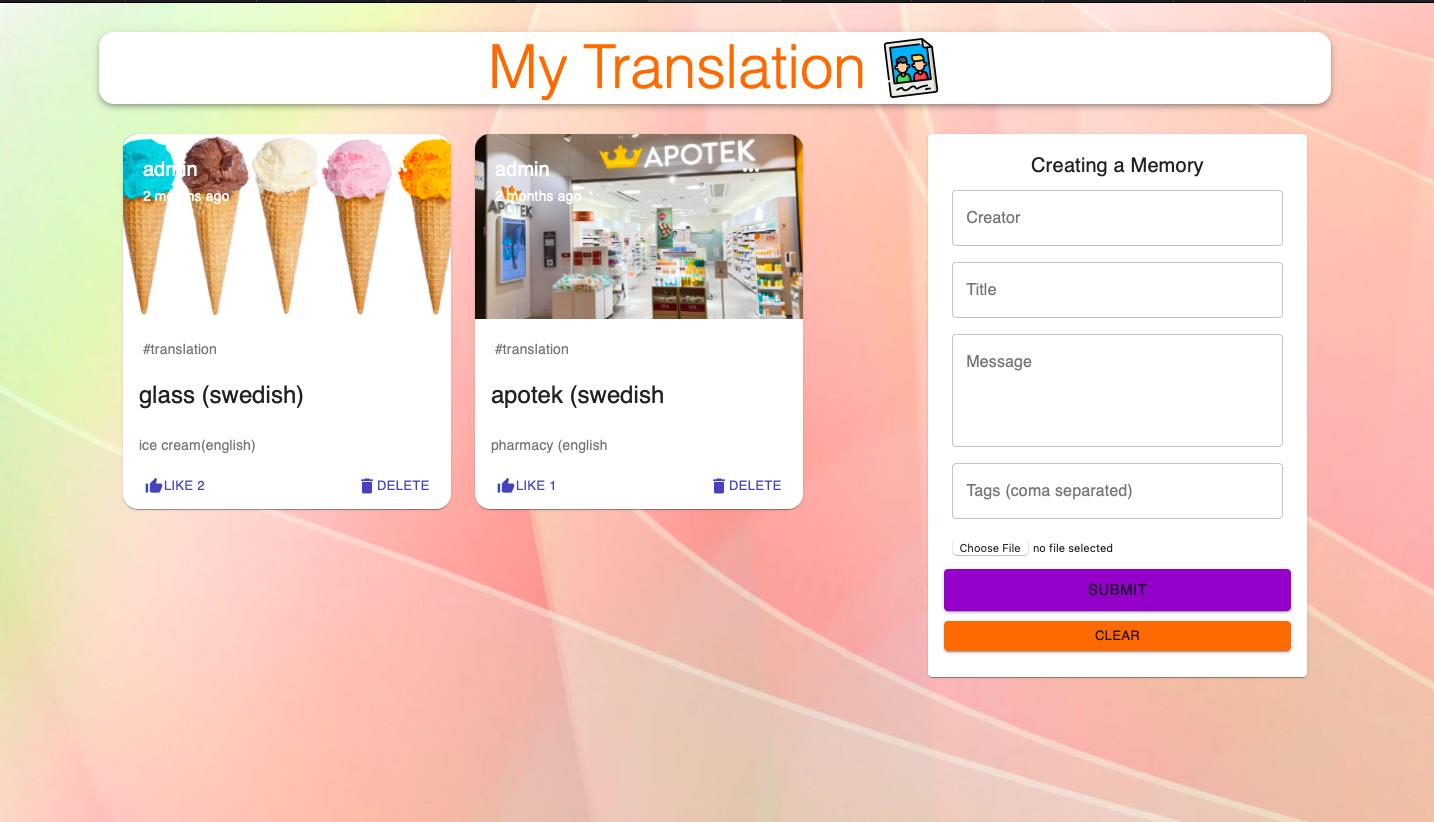 My Translation
admin
2 months ago
#translation
glass (swedish)
ice cream(english)
LIKE 2
DELETE
APOTEK
APOTEK
admin
2 months ago
#translation
apotek (swedish
pharmacy (english
LIKE 1
DELETE
Creating a Memory
Creator
Title
Message
Tags (coma separated)
Choose File no file selected
SUBMIT
CLEAR